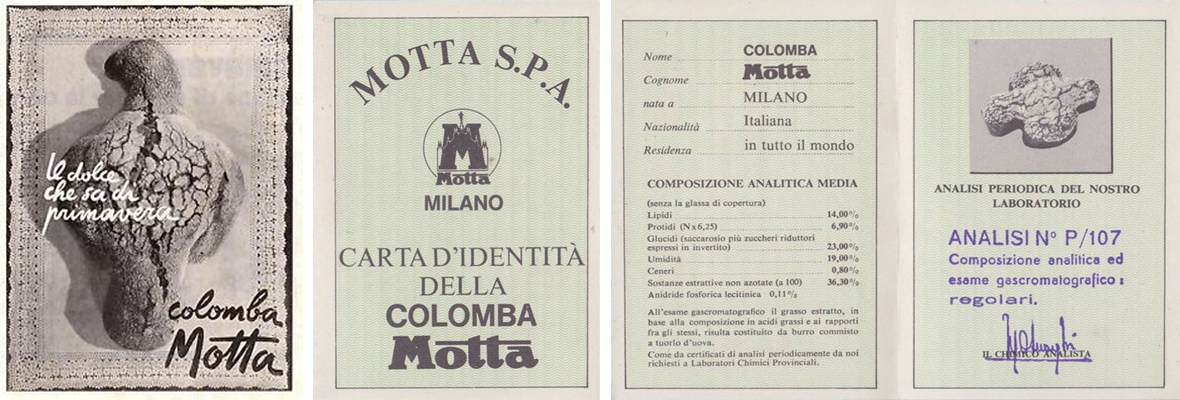 Il dolce
che sa di
primavera
colomba
Motta
MOTTA S.P.A.
M
Motta
MILANO
CARTA D'IDENTITÀ
DELLA
COLOMBA
Motta
Nome COLOMBA
Cognome Motta
nata a MILANO
Nazionalità Italiana
Residenza in tutto il mondo
COMPOSIZIONE ANALITICA MEDIA
(senza la glassa di copertura)
Lipidi 14,00%
Protidi (N x 6,25) 6,90%
Glucidi (saccarosio più zuccheri riduttori
espressi in invertito) 23,00%
Umidità 19,00%
Ceneri 0,80%
Sostanze estrattive non azotate (a 100) 36,30%
Anidride fosforica lecitinica 0,11%
All'esame gascromatografico il grasso estratto, in
base alla composizione in acidi grassi e ai rapporti
fra gli stessi, risulta costituito da burro commisto
a tuorlo d'uova.
Come da certificati di analisi periodicamente da noi
richiesti a Laboratori Chimici Provinciali.
ANALISI PERIODICA DEL NOSTRO
LABORATORIO
ANALISI N° P/107
Composizione analitica ed
esame gascromatografico :
regolari.
IL CHIMICO ANALISTA